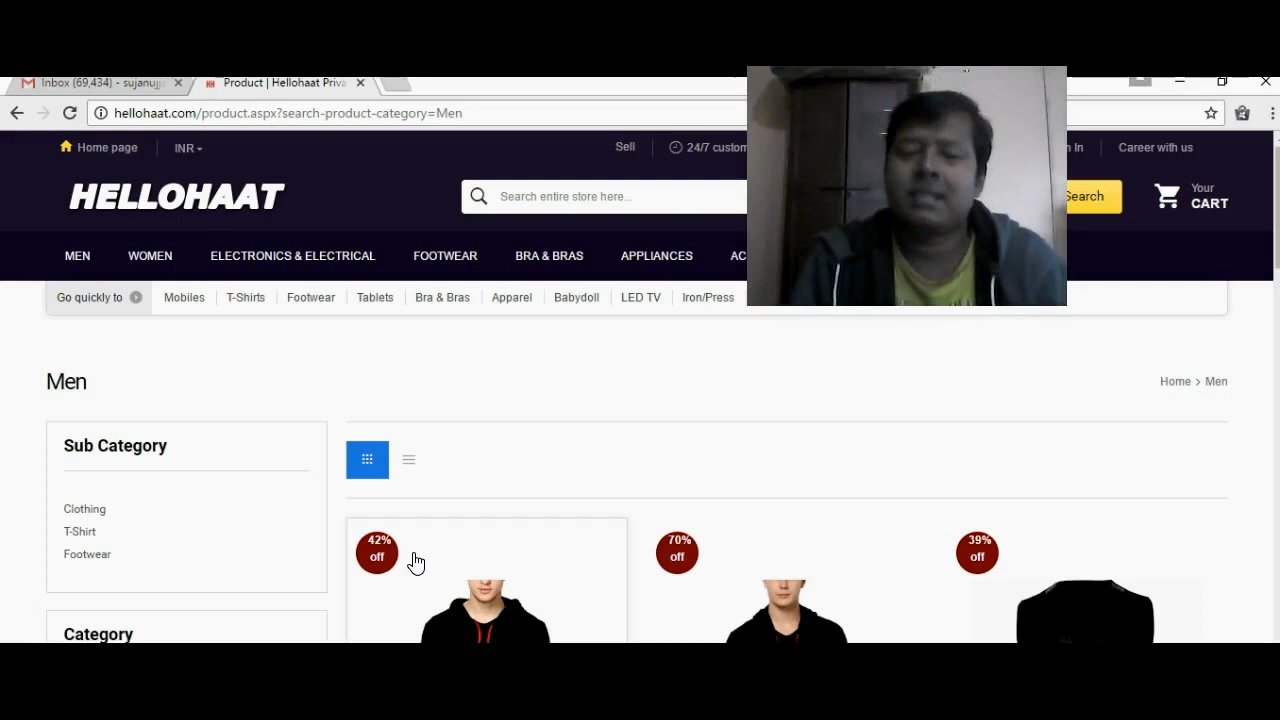 Inbox (69,434) - sujanujj
Product | Hellohaat Priva
hellohaat.com/product.aspx?search-product-category=Men
Home page
INR
Sell
24/7 custom
In
Career with us
HELLOHAAT
Search entire store here...
Search
Your
CART
MEN
WOMEN
ELECTRONICS & ELECTRICAL
FOOTWEAR
BRA & BRAS
APPLIANCES
AC
Go quickly to
Mobiles
T-Shirts
Footwear
Tablets
Bra & Bras
Apparel
Babydoll
LED TV
Iron/Press
Men
Home > Men
Sub Category
Clothing
T-Shirt
Footwear
Category
42%
off
70%
off
39%
off